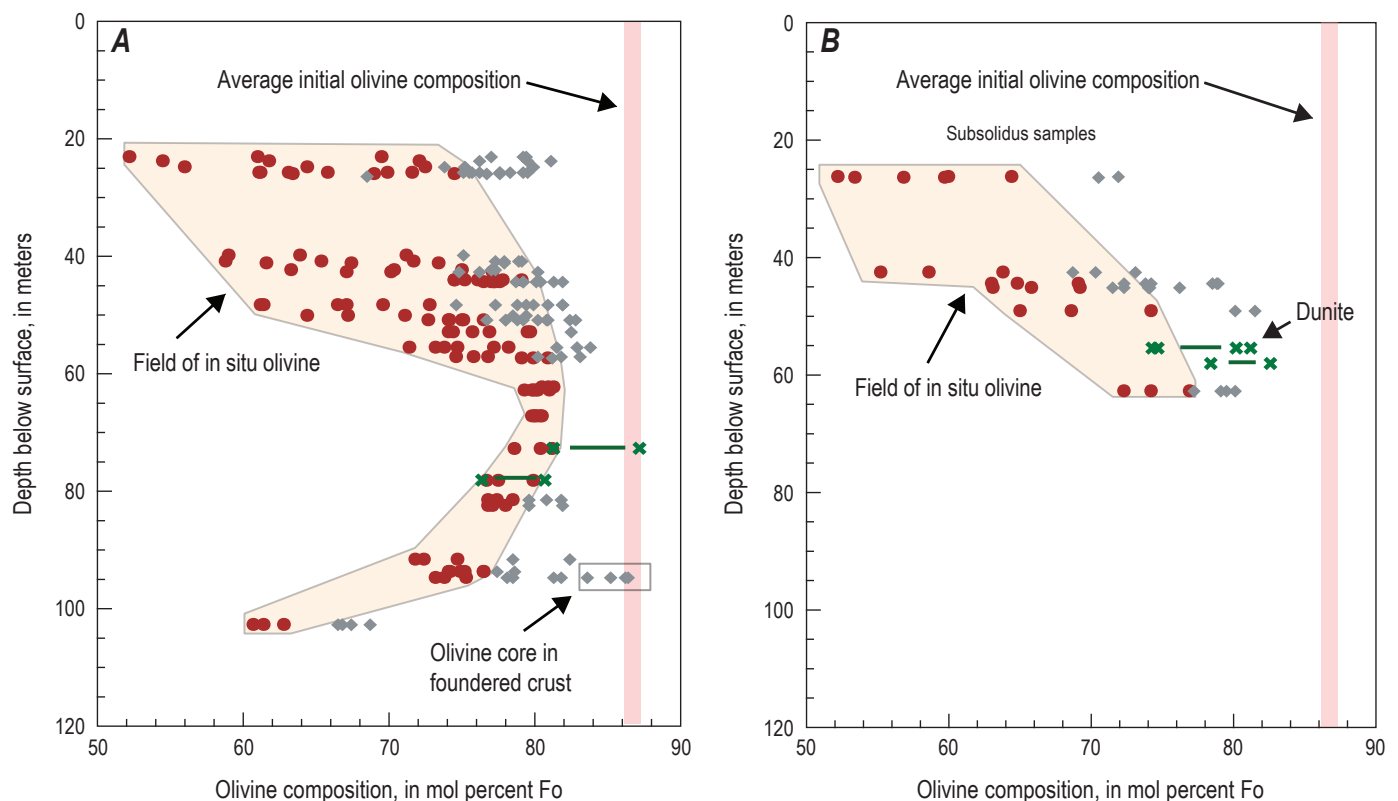 A
Average initial olivine composition
Field of in situ olivine
Olivine core in
foundered crust
0
20
40
60
80
100
120
50
60
70
80
90
Depth below surface, in meters
Olivine composition, in mol percent Fo
B
Average initial olivine composition
Subsolidus samples
Dunite
Field of in situ olivine
0
20
40
60
80
100
120
50
60
70
80
90
Depth below surface, in meters
Olivine composition, in mol percent Fo